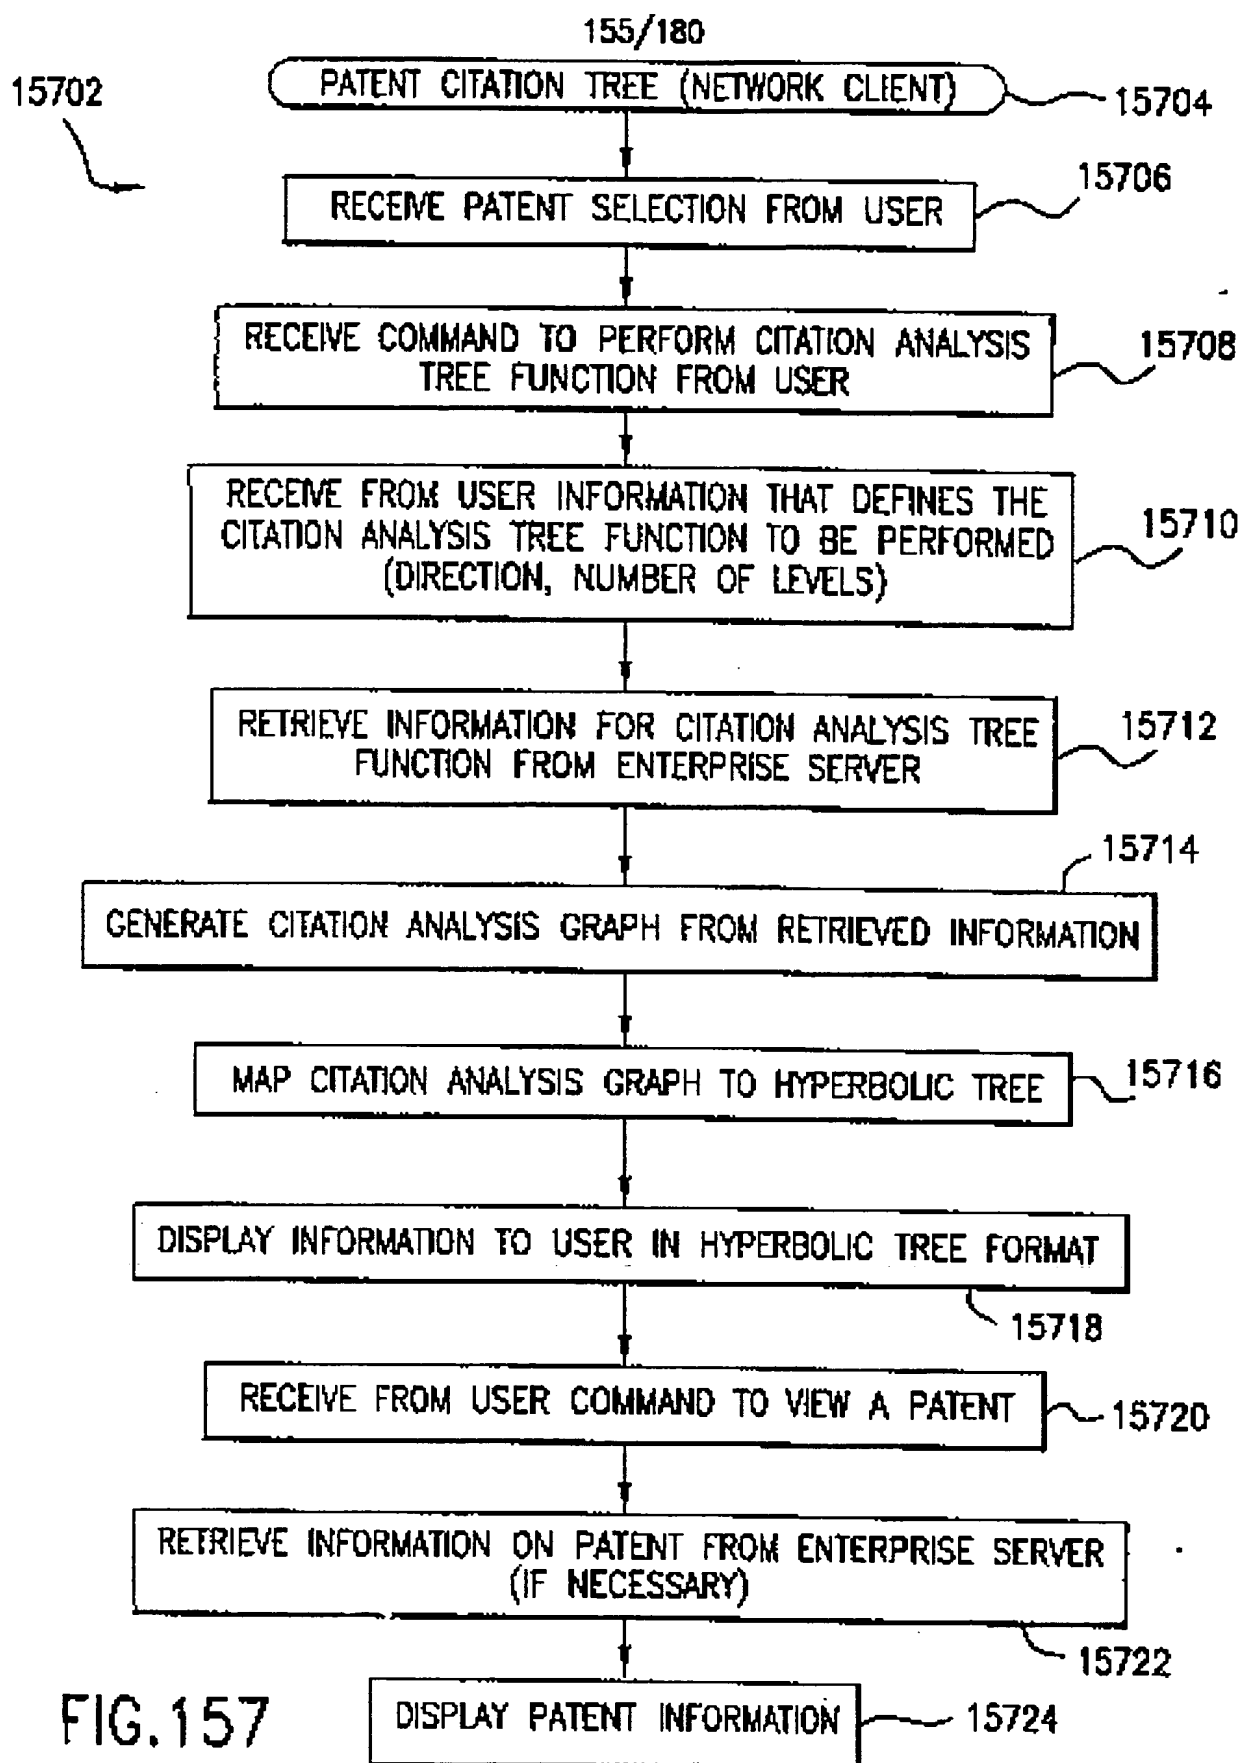 155/180
15702
PATENT CITATION TREE (NETWORK CLIENT)
15704
15706
RECEIVE PATENT SELECTION FROM USER
RECEIVE COMMAND TO PERFORM CITATION ANALYSIS
TREE FUNCTION FROM USER
15708
RECEIVE FROM USER INFORMATION THAT DEFINES THE
CITATION ANALYSIS TREE FUNCTION TO BE PERFORMED
(DIRECTION, NUMBER OF LEVELS)
15710
RETRIEVE INFORMATION FOR CITATION ANALYSIS TREE
FUNCTION FROM ENTERPRISE SERVER
15712
15714
GENERATE CITATION ANALYSIS GRAPH FROM RETRIEVED INFORMATION
MAP CITATION ANALYSIS GRAPH TO HYPERBOLIC TREE
15716
DISPLAY INFORMATION TO USER IN HYPERBOLIC TREE FORMAT
15718
RECEIVE FROM USER COMMAND TO VIEW A PATENT
15720
RETRIEVE INFORMATION ON PATENT FROM ENTERPRISE SERVER
(IF NECESSARY)
15722
DISPLAY PATENT INFORMATION
15724
FIG.157